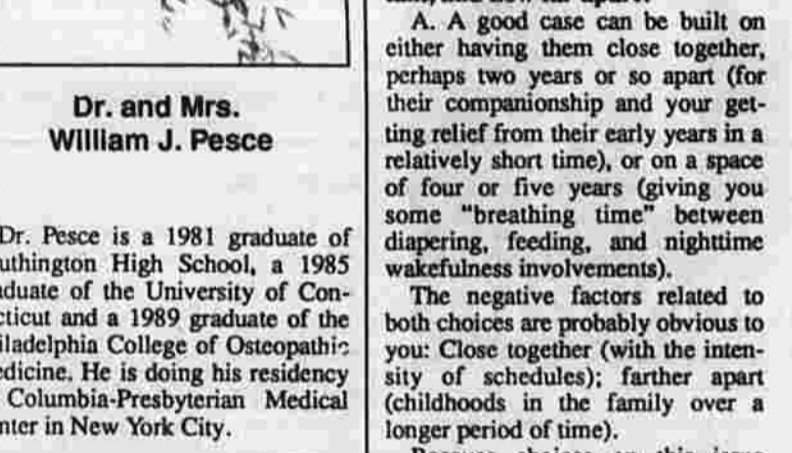 Dr. and Mrs.
William J. Pesce
Dr. Pesce is a 1981 graduate of
uthington High School, a 1985
aduate of the University of Con-
cticut and a 1989 graduate of the
iladelphia College of Osteopathic
edicine. He is doing his residency
Columbia-Presbyterian Medical
nter in New York City.
A. A good case can be built on
either having them close together,
perhaps two years or so apart (for
their companionship and your get-
ting relief from their early years in a
relatively short time), or on a space
of four or five years (giving you
some "breathing time" between
diapering, feeding, and nighttime
wakefulness involvements).
The negative factors related to
both choices are probably obvious to
you: Close together (with the inten-
sity of schedules); farther apart
(childhoods in the family over a
longer period of time).